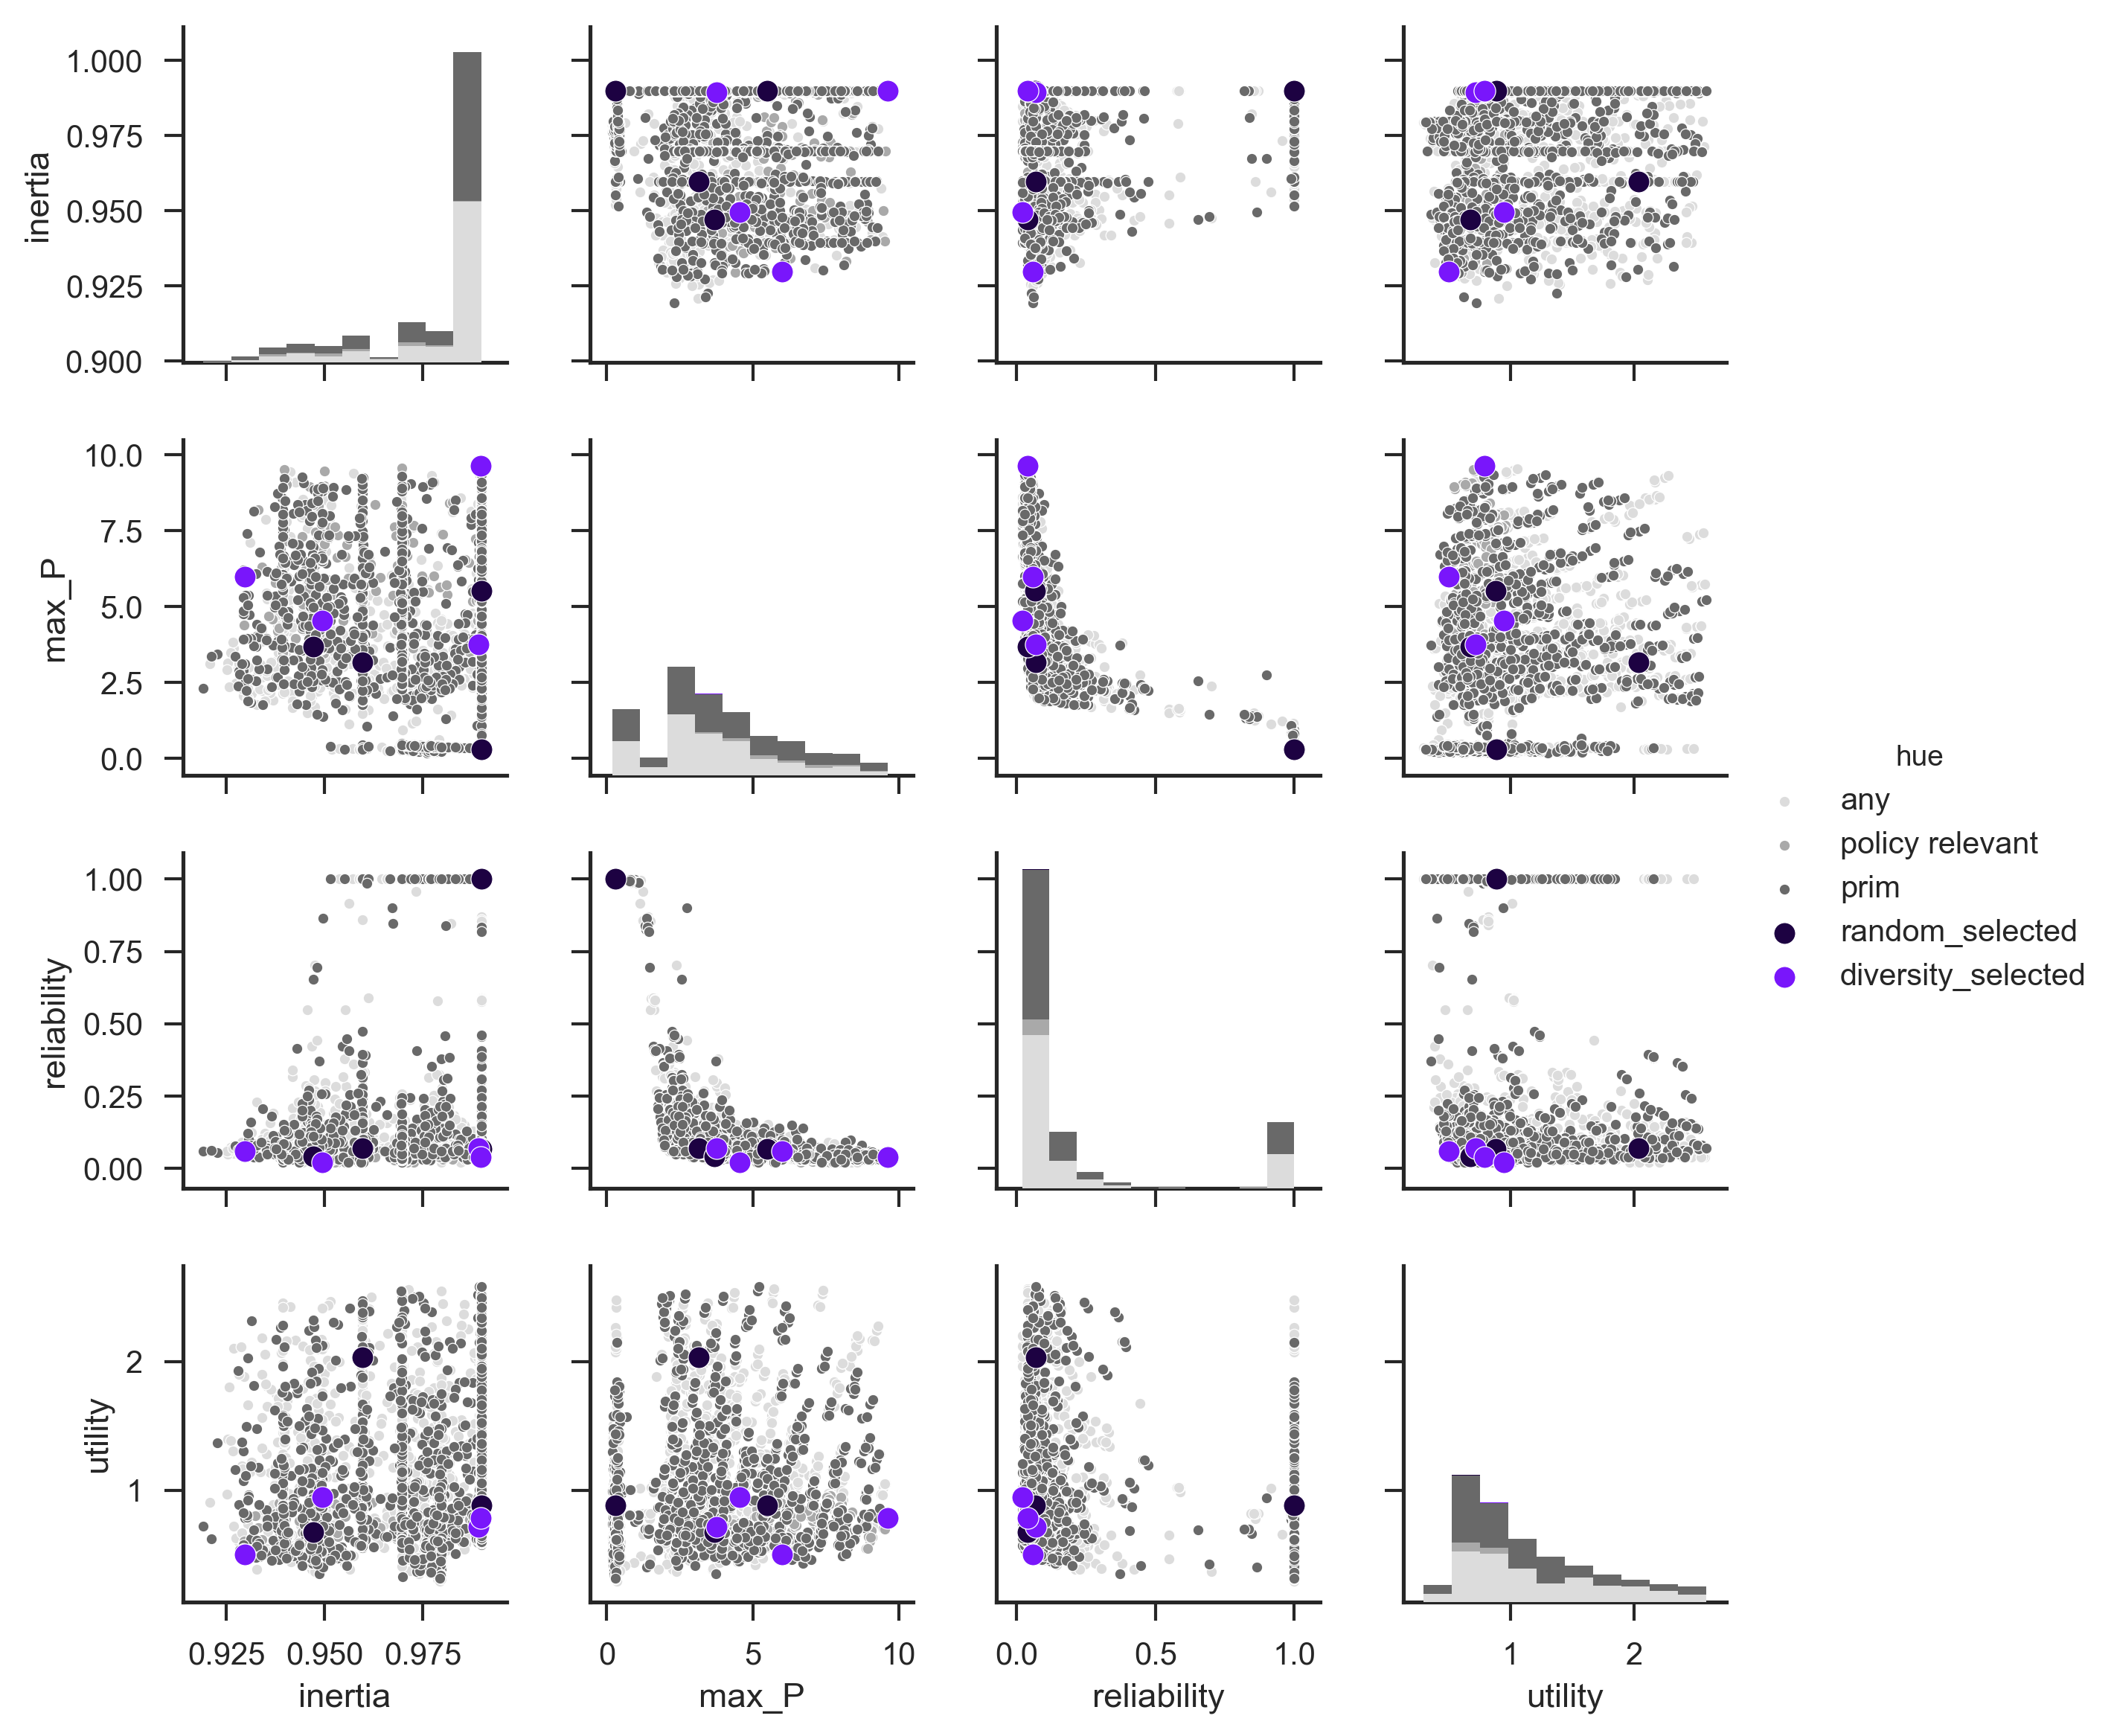 inertia
1.000
0.975
0.950
0.925
0.900
max_P
10.0
7.5
5.0
2.5
0.0
reliability
1.00
0.75
0.50
0.25
0.00
utility
2
1
0.925 0.950 0.975
inertia
0 5 10
max_P
0.0 0.5 1.0
reliability
1 2
utility
hue
any
policy relevant
prim
random_selected
diversity_selected